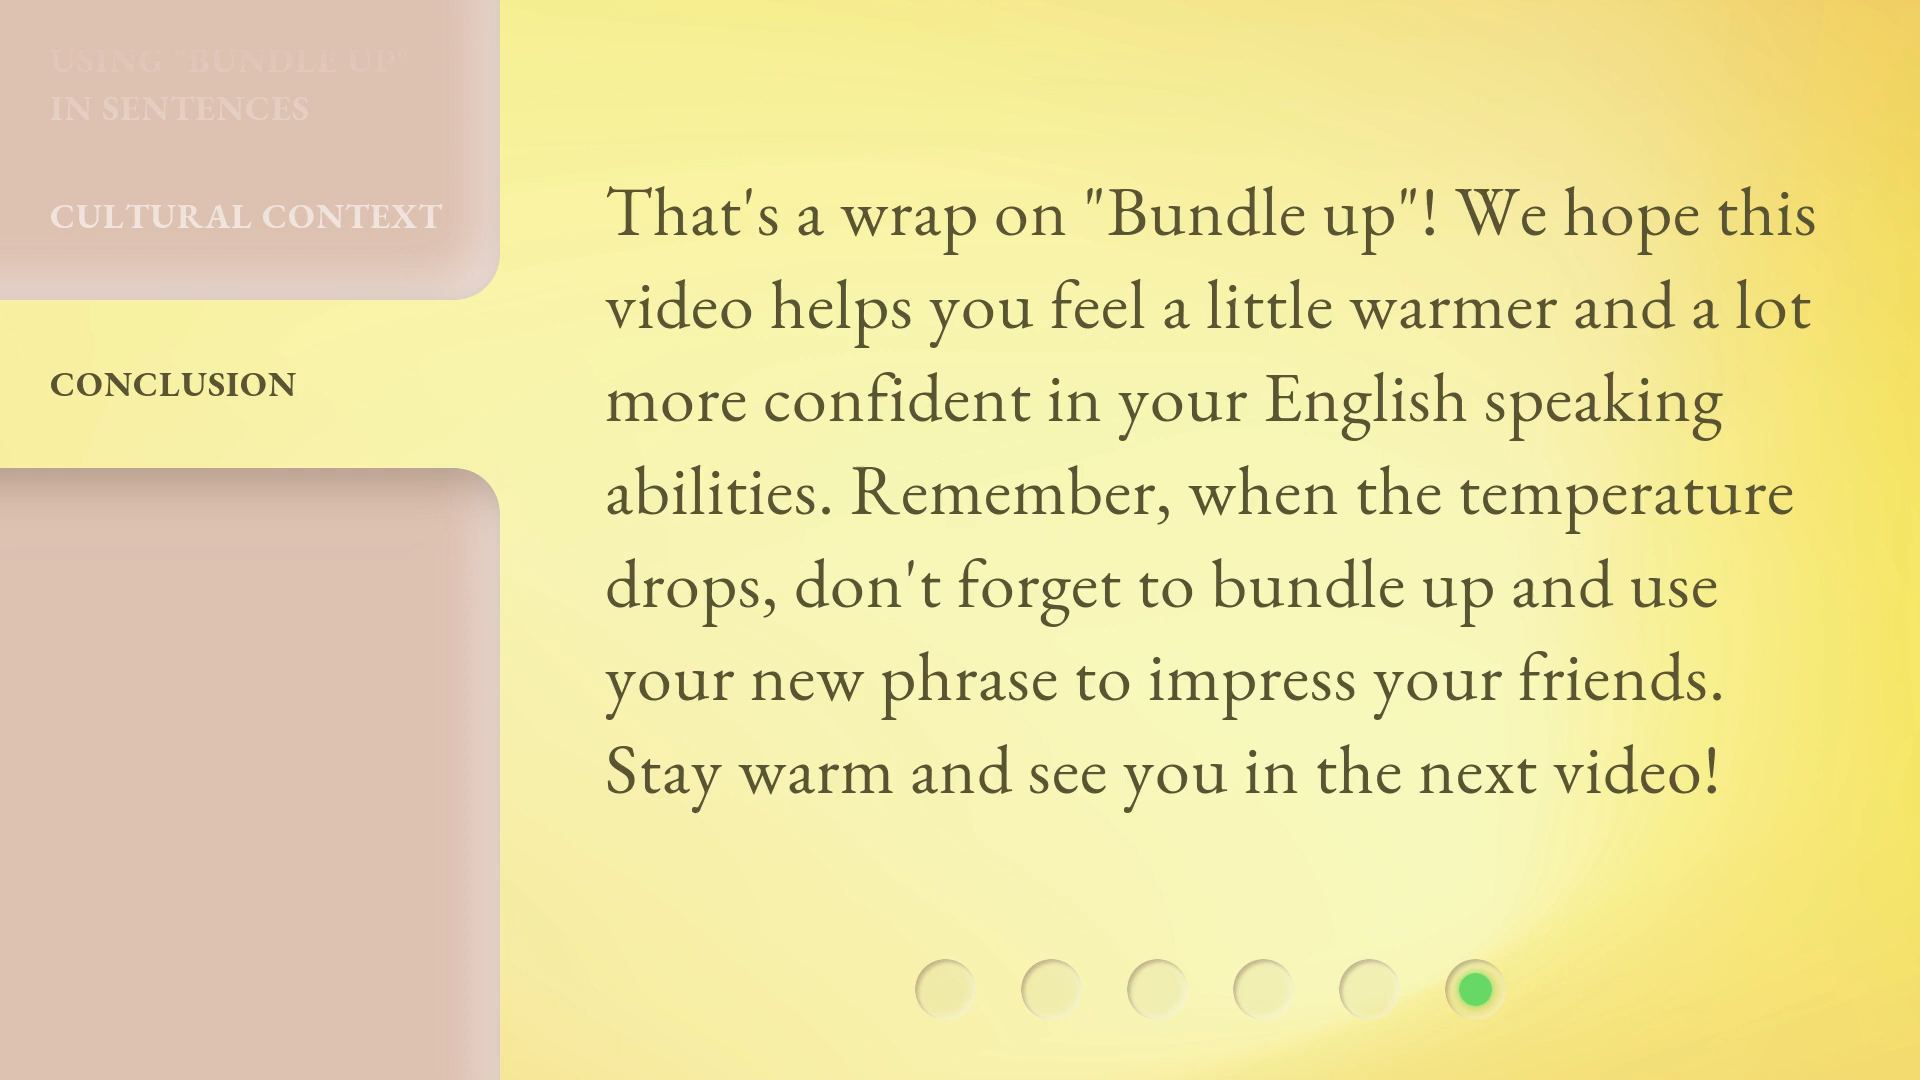 USING "BUNDLE UP"
IN SENTENCES
CULTURAL CONTEXT
CONCLUSION
That's a wrap on "Bundle up"! We hope this
video helps you feel a little warmer and a lot
more confident in your English speaking
abilities. Remember, when the temperature
drops, don't forget to bundle up and use
your new phrase to impress your friends.
Stay warm and see you in the next video!